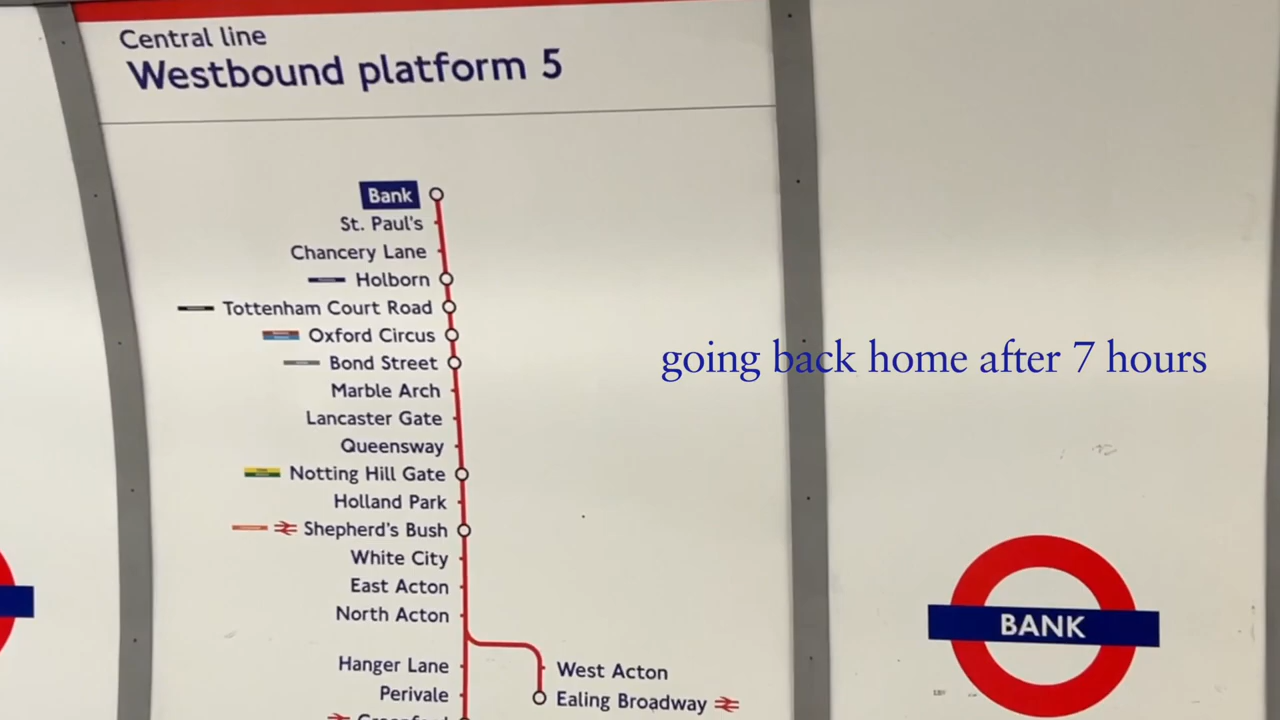 Central line
Westbound platform 5
Bank
St. Paul's
Chancery Lane
Holborn
Tottenham Court Road
Oxford Circus
Bond Street
Marble Arch
Lancaster Gate
Queensway
Notting Hill Gate
Holland Park
Shepherd's Bush
White City
East Acton
North Acton
Hanger Lane
Perivale
West Acton
Ealing Broadway
going back home after 7 hours
BANK